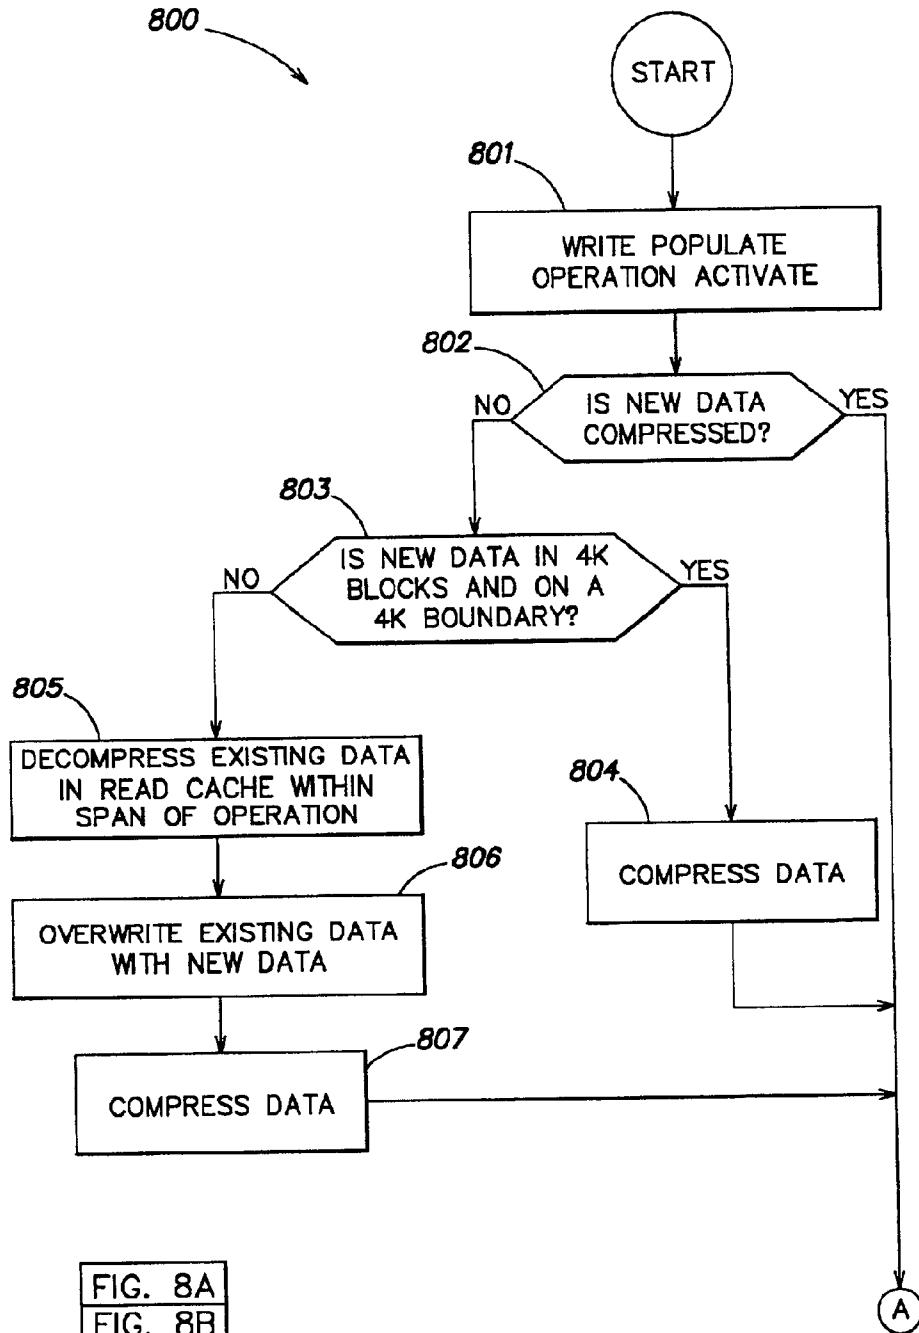 800
START
801
WRITE POPULATE
OPERATION ACTIVATE
802
NO
IS NEW DATA
COMPRESSED?
YES
803
NO
IS NEW DATA IN 4K
BLOCKS AND ON A
4K BOUNDARY?
YES
805
DECOMPRESS EXISTING DATA
IN READ CACHE WITHIN
SPAN OF OPERATION
804
COMPRESS DATA
806
OVERWRITE EXISTING DATA
WITH NEW DATA
807
COMPRESS DATA
FIG. 8A
FIG. 8B
A